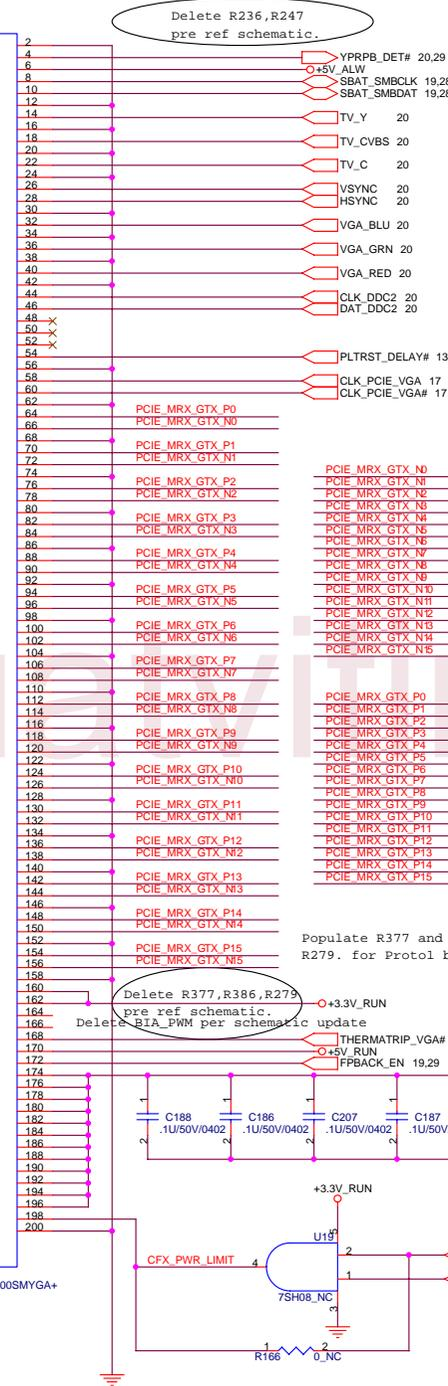 Delete R236,R247
pre ref schematic.
2
4 YPRPB_DET# 20,29
6 +5V_ALW
8 SBAT_SMBCLK 19,28
10 SBAT_SMBDAT 19,28
12
14 TV_Y 20
16
18 TV_CVBS 20
20
22 TV_C 20
24
26 VSYNC 20
28 HSYNC 20
30
32 VGA_BLU 20
34
36 VGA_GRN 20
38
40 VGA_RED 20
42
44 CLK_DDC2 20
46 DAT_DDC2 20
48
50
52
54 PLTRST_DELAY# 13
56
58 CLK_PCIE_VGA 17
60 CLK_PCIE_VGA# 17
62
64 PCIE_MRX_GTX_P0
66 PCIE_MRX_GTX_N0
68
70 PCIE_MRX_GTX_P1
72 PCIE_MRX_GTX_N1
74
76 PCIE_MRX_GTX_P2
78 PCIE_MRX_GTX_N2
80
82 PCIE_MRX_GTX_P3
84 PCIE_MRX_GTX_N3
86
88 PCIE_MRX_GTX_P4
90 PCIE_MRX_GTX_N4
92
94 PCIE_MRX_GTX_P5
96 PCIE_MRX_GTX_N5
98
100 PCIE_MRX_GTX_P6
102 PCIE_MRX_GTX_N6
104
106 PCIE_MRX_GTX_P7
108 PCIE_MRX_GTX_N7
110
112 PCIE_MRX_GTX_P8
114 PCIE_MRX_GTX_N8
116
118 PCIE_MRX_GTX_P9
120 PCIE_MRX_GTX_N9
122
124 PCIE_MRX_GTX_P10
126 PCIE_MRX_GTX_N10
128
130 PCIE_MRX_GTX_P11
132 PCIE_MRX_GTX_N11
134
136 PCIE_MRX_GTX_P12
138 PCIE_MRX_GTX_N12
140
142 PCIE_MRX_GTX_P13
144 PCIE_MRX_GTX_N13
146
148 PCIE_MRX_GTX_P14
150 PCIE_MRX_GTX_N14
152
154 PCIE_MRX_GTX_P15
156 PCIE_MRX_GTX_N15
158
160
162 +3.3V_RUN
164
166
168 THERMATRIP_VGA#
170 +5V_RUN
172 FPBACK_EN 19,29
174
176
178
180
182
184
186
188
190
192
194
196
198
200
PCIE_MRX_GTX_N0
PCIE_MRX_GTX_N1
PCIE_MRX_GTX_N2
PCIE_MRX_GTX_N3
PCIE_MRX_GTX_N4
PCIE_MRX_GTX_N5
PCIE_MRX_GTX_N6
PCIE_MRX_GTX_N7
PCIE_MRX_GTX_N8
PCIE_MRX_GTX_N9
PCIE_MRX_GTX_N10
PCIE_MRX_GTX_N11
PCIE_MRX_GTX_N12
PCIE_MRX_GTX_N13
PCIE_MRX_GTX_N14
PCIE_MRX_GTX_N15
PCIE_MRX_GTX_P0
PCIE_MRX_GTX_P1
PCIE_MRX_GTX_P2
PCIE_MRX_GTX_P3
PCIE_MRX_GTX_P4
PCIE_MRX_GTX_P5
PCIE_MRX_GTX_P6
PCIE_MRX_GTX_P7
PCIE_MRX_GTX_P8
PCIE_MRX_GTX_P9
PCIE_MRX_GTX_P10
PCIE_MRX_GTX_P11
PCIE_MRX_GTX_P12
PCIE_MRX_GTX_P13
PCIE_MRX_GTX_P14
PCIE_MRX_GTX_P15
Populate R377 and
R279. for Protol b
Delete R377,R386,R279
pre ref schematic.
Delete BIA_PWM per schematic update
1 1 1 1
C188 C186 C207 C187
.1U/50V/0402 .1U/50V/0402 .1U/50V/0402 .1U/50V
2 2 2 2
+3.3V_RUN
U19
5
CFX_PWR_LIMIT 4 2
1
7SH08_NC
3
00SMYGA+
1 2
R166 0_NC